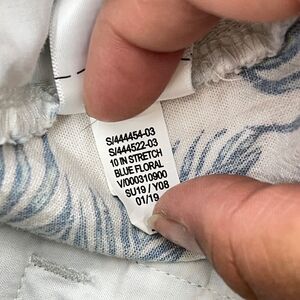 S/444454-03
S/444522-03
10 IN STRETCH
BLUE FLORAL
V/000310900
SU19 / Y08
01/19